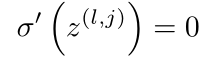 σ′ (z^{(l,j)}) = 0